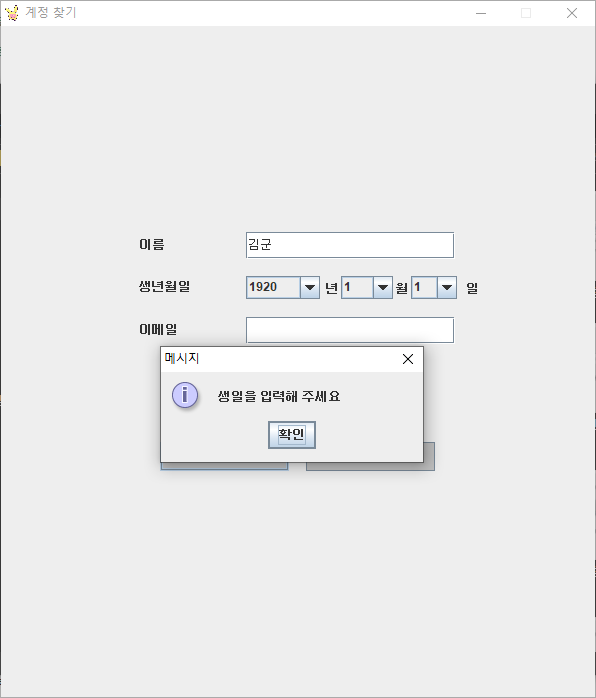 계정 찾기
이름
김군
생년월일
1920 년 1 월 1 일
이메일
메시지
생일을 입력해 주세요
확인